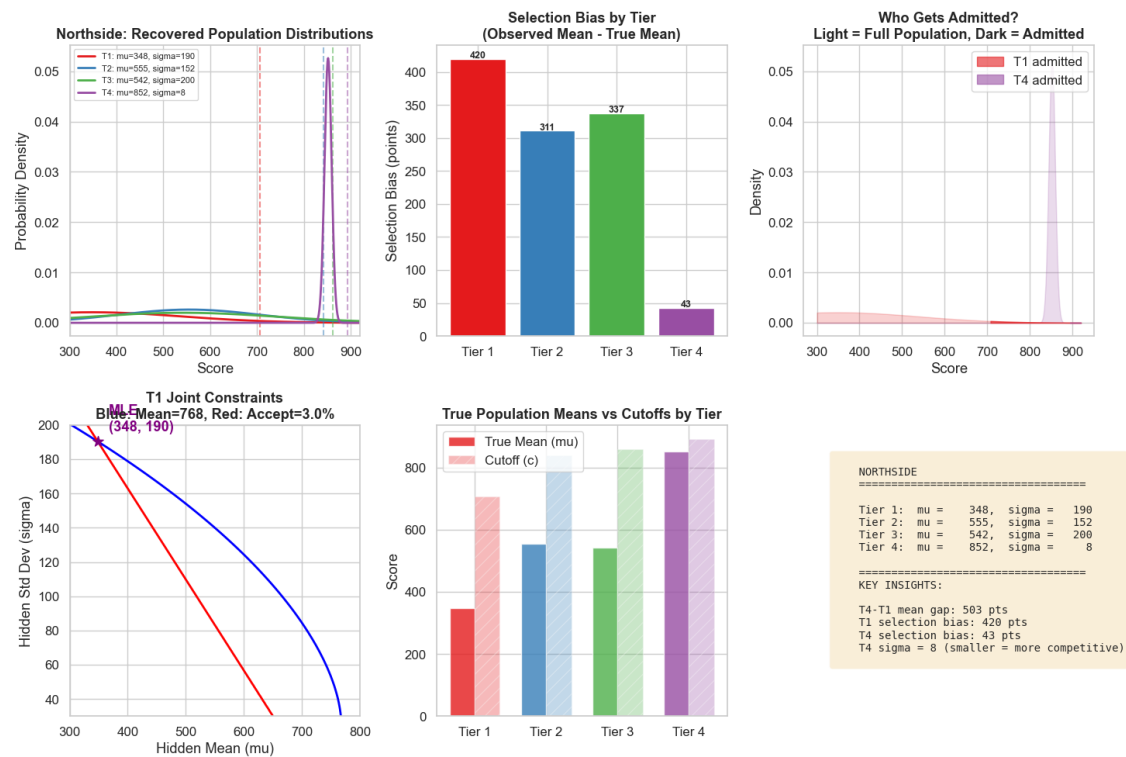 Northside: Recovered Population Distributions
T1: mu=348, sigma=190
T2: mu=555, sigma=152
T3: mu=542, sigma=200
T4: mu=852, sigma=8
Probability Density
0.05
0.04
0.03
0.02
0.01
0.00
300 400 500 600 700 800 900
Score
Selection Bias by Tier
(Observed Mean - True Mean)
Selection Bias (points)
400
350
300
250
200
150
100
50
0
420
311
337
43
Tier 1 Tier 2 Tier 3 Tier 4
Who Gets Admitted?
Light = Full Population, Dark = Admitted
T1 admitted
T4 admitted
Density
0.05
0.04
0.03
0.02
0.01
0.00
300 400 500 600 700 800 900
Score
T1 Joint Constraints
Blue: Mean=768, Red: Accept=3.0%
MLE
(348, 190)
Hidden Std Dev (sigma)
200
180
160
140
120
100
80
60
40
300 400 500 600 700 800
Hidden Mean (mu)
True Population Means vs Cutoffs by Tier
True Mean (mu)
Cutoff (c)
Score
800
600
400
200
0
Tier 1 Tier 2 Tier 3 Tier 4
NORTHSIDE
===================================
Tier 1: mu = 348, sigma = 190
Tier 2: mu = 555, sigma = 152
Tier 3: mu = 542, sigma = 200
Tier 4: mu = 852, sigma = 8
===================================
KEY INSIGHTS:
T4-T1 mean gap: 503 pts
T1 selection bias: 420 pts
T4 selection bias: 43 pts
T4 sigma = 8 (smaller = more competitive)